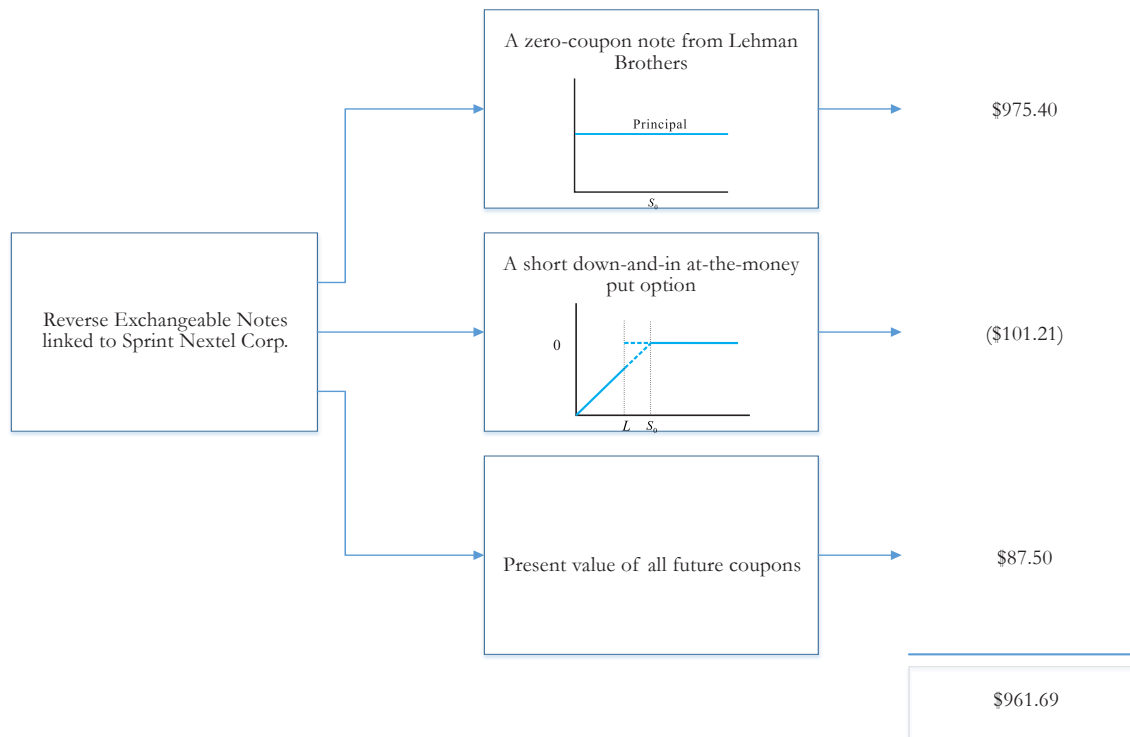 A zero-coupon note from Lehman
Brothers
Principal
S₀
$975.40
Reverse Exchangeable Notes
linked to Sprint Nextel Corp.
A short down-and-in at-the-money
put option
0
L S₀
($101.21)
Present value of all future coupons
$87.50
$961.69